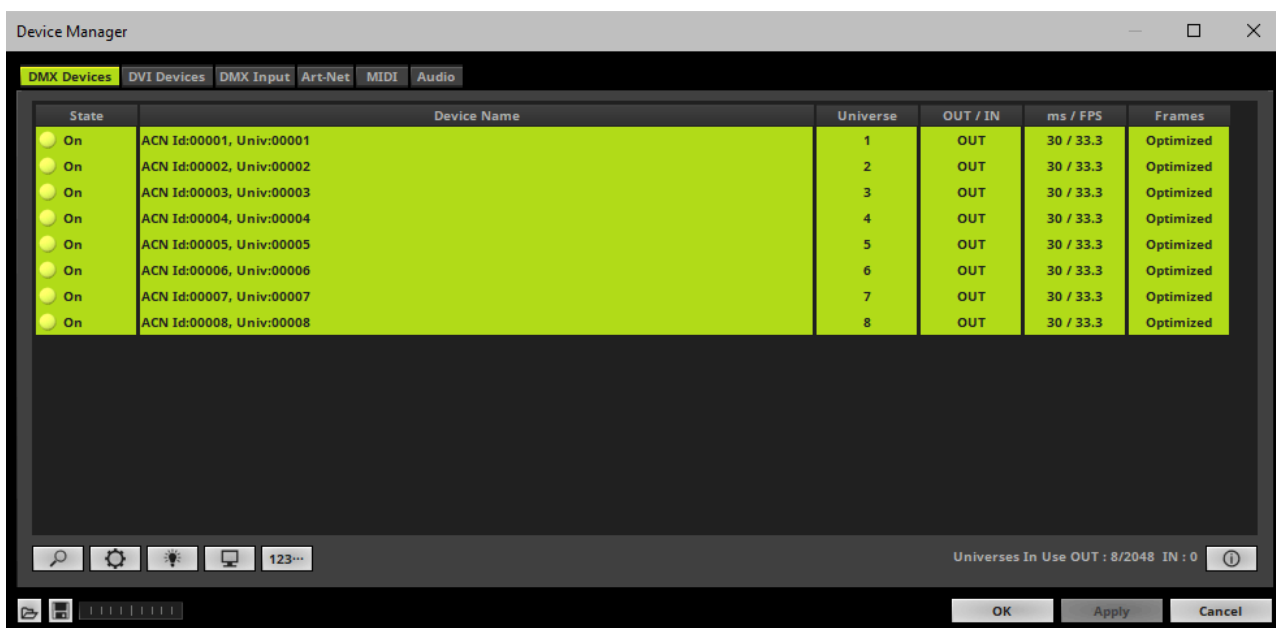 Device Manager
DMX Devices DVI Devices DMX Input Art-Net MIDI Audio
State Device Name Universe OUT / IN ms / FPS Frames
On ACN Id:00001, Univ:00001 1 OUT 30 / 33.3 Optimized
On ACN Id:00002, Univ:00002 2 OUT 30 / 33.3 Optimized
On ACN Id:00003, Univ:00003 3 OUT 30 / 33.3 Optimized
On ACN Id:00004, Univ:00004 4 OUT 30 / 33.3 Optimized
On ACN Id:00005, Univ:00005 5 OUT 30 / 33.3 Optimized
On ACN Id:00006, Univ:00006 6 OUT 30 / 33.3 Optimized
On ACN Id:00007, Univ:00007 7 OUT 30 / 33.3 Optimized
On ACN Id:00008, Univ:00008 8 OUT 30 / 33.3 Optimized
123... Universes In Use OUT : 8/2048 IN : 0
OK Apply Cancel